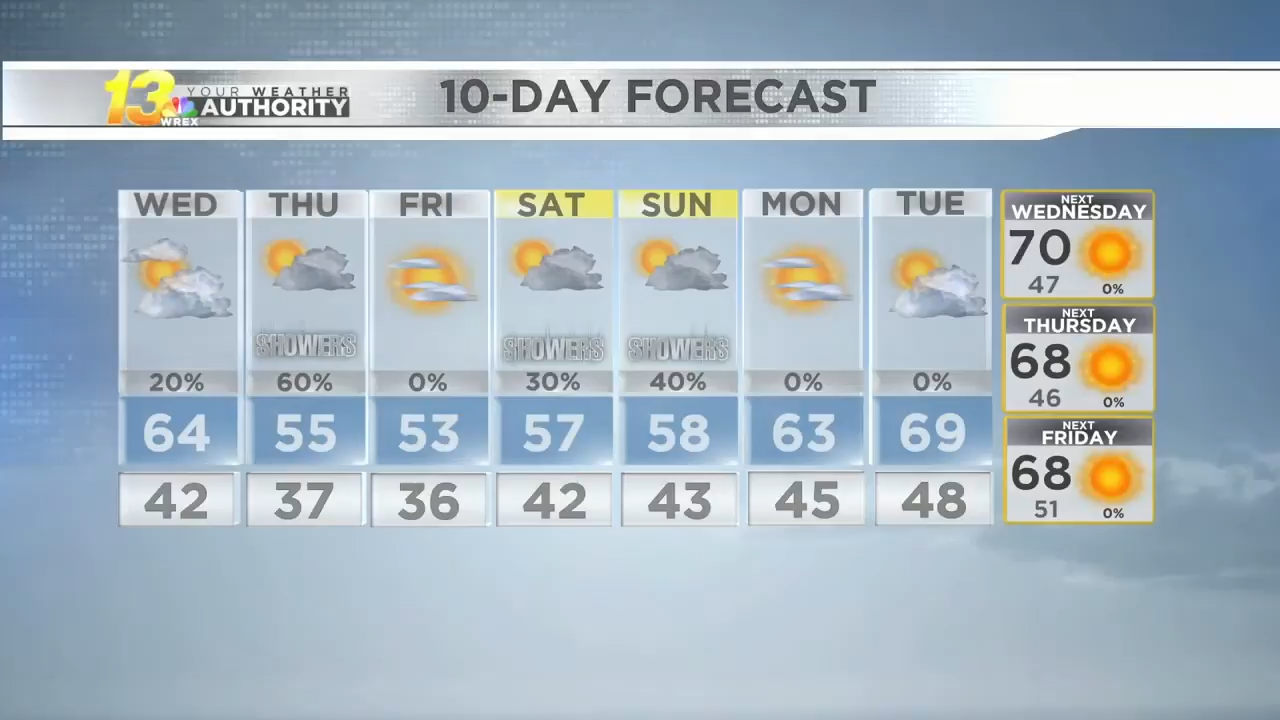 13 WREX
YOUR WEATHER
AUTHORITY
10-DAY FORECAST
WED THU FRI SAT SUN MON TUE
SHOWERS SHOWERS SHOWERS
20% 60% 0% 30% 40% 0% 0%
64 55 53 57 58 63 69
42 37 36 42 43 45 48
NEXT
WEDNESDAY
70
47 0%
NEXT
THURSDAY
68
46 0%
NEXT
FRIDAY
68
51 0%